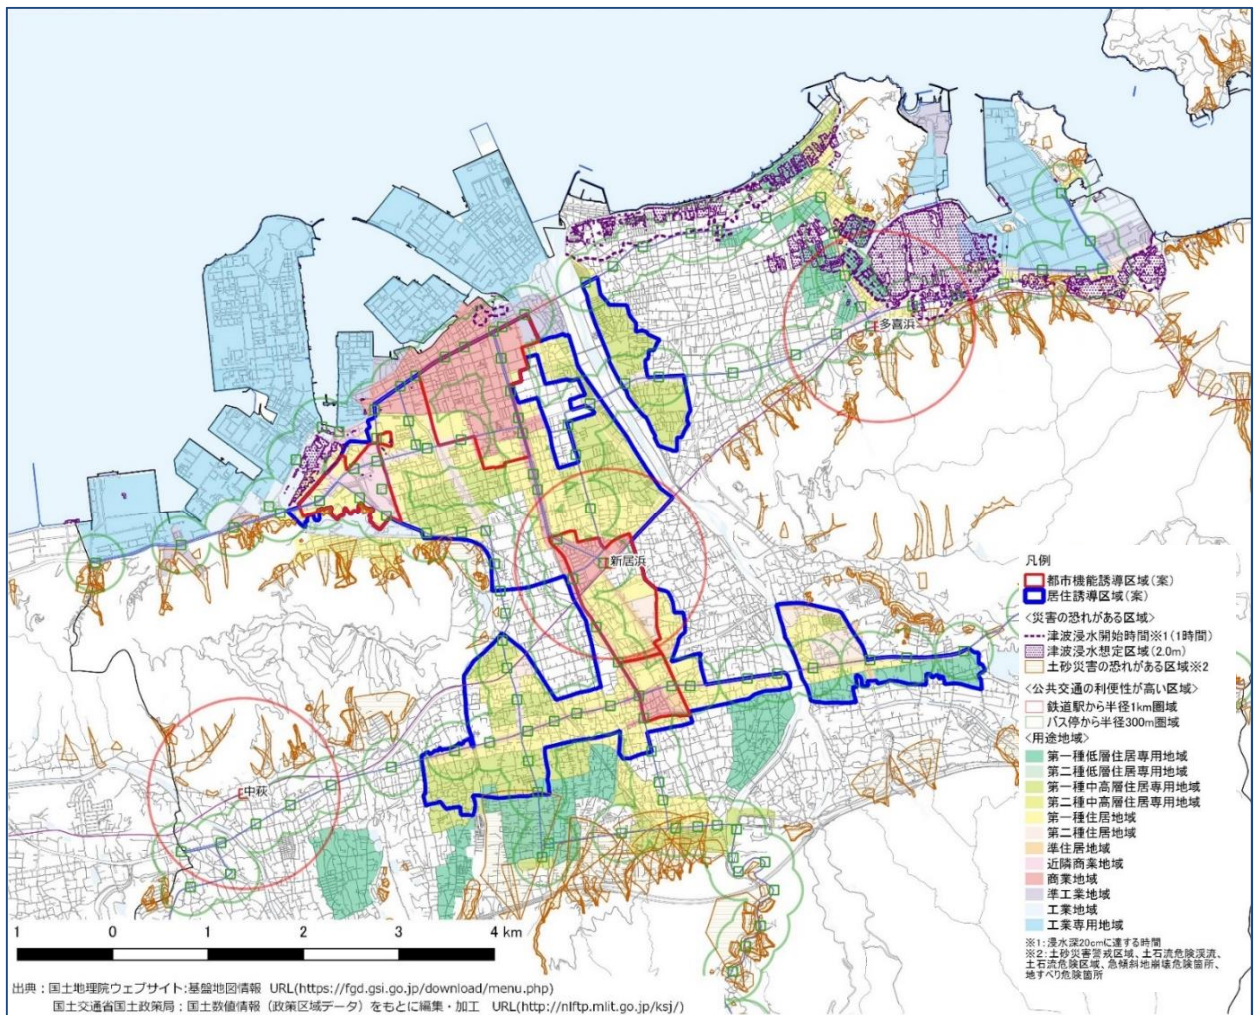 多喜浜
新居浜
中萩
凡例
都市機能誘導区域(案)
居住誘導区域(案)
<災害の恐れがある区域>
津波浸水開始時間※1(1時間)
津波浸水想定区域(2.0m)
土砂災害の恐れがある区域※2
<公共交通の利便性が高い区域>
鉄道駅から半径1km圏域
バス停から半径300m圏域
<用途地域>
第一種低層住居専用地域
第二種低層住居専用地域
第一種中高層住居専用地域
第二種中高層住居専用地域
第一種住居地域
第二種住居地域
準住居地域
近隣商業地域
商業地域
準工業地域
工業地域
工業専用地域
※1:浸水深20cmに達する時間
※2:土砂災害警戒区域、土石流危険渓流、
土石流危険区域、急傾斜地崩壊危険箇所、
地すべり危険箇所
1 0 1 2 3 4 km
出典:国土地理院ウェブサイト;基盤地図情報 URL(https://fgd.gsi.go.jp/download/menu.php)
国土交通省国土政策局;国土数値情報(政策区域データ)をもとに編集・加工 URL(http://nlftp.mlit.go.jp/ksj/)